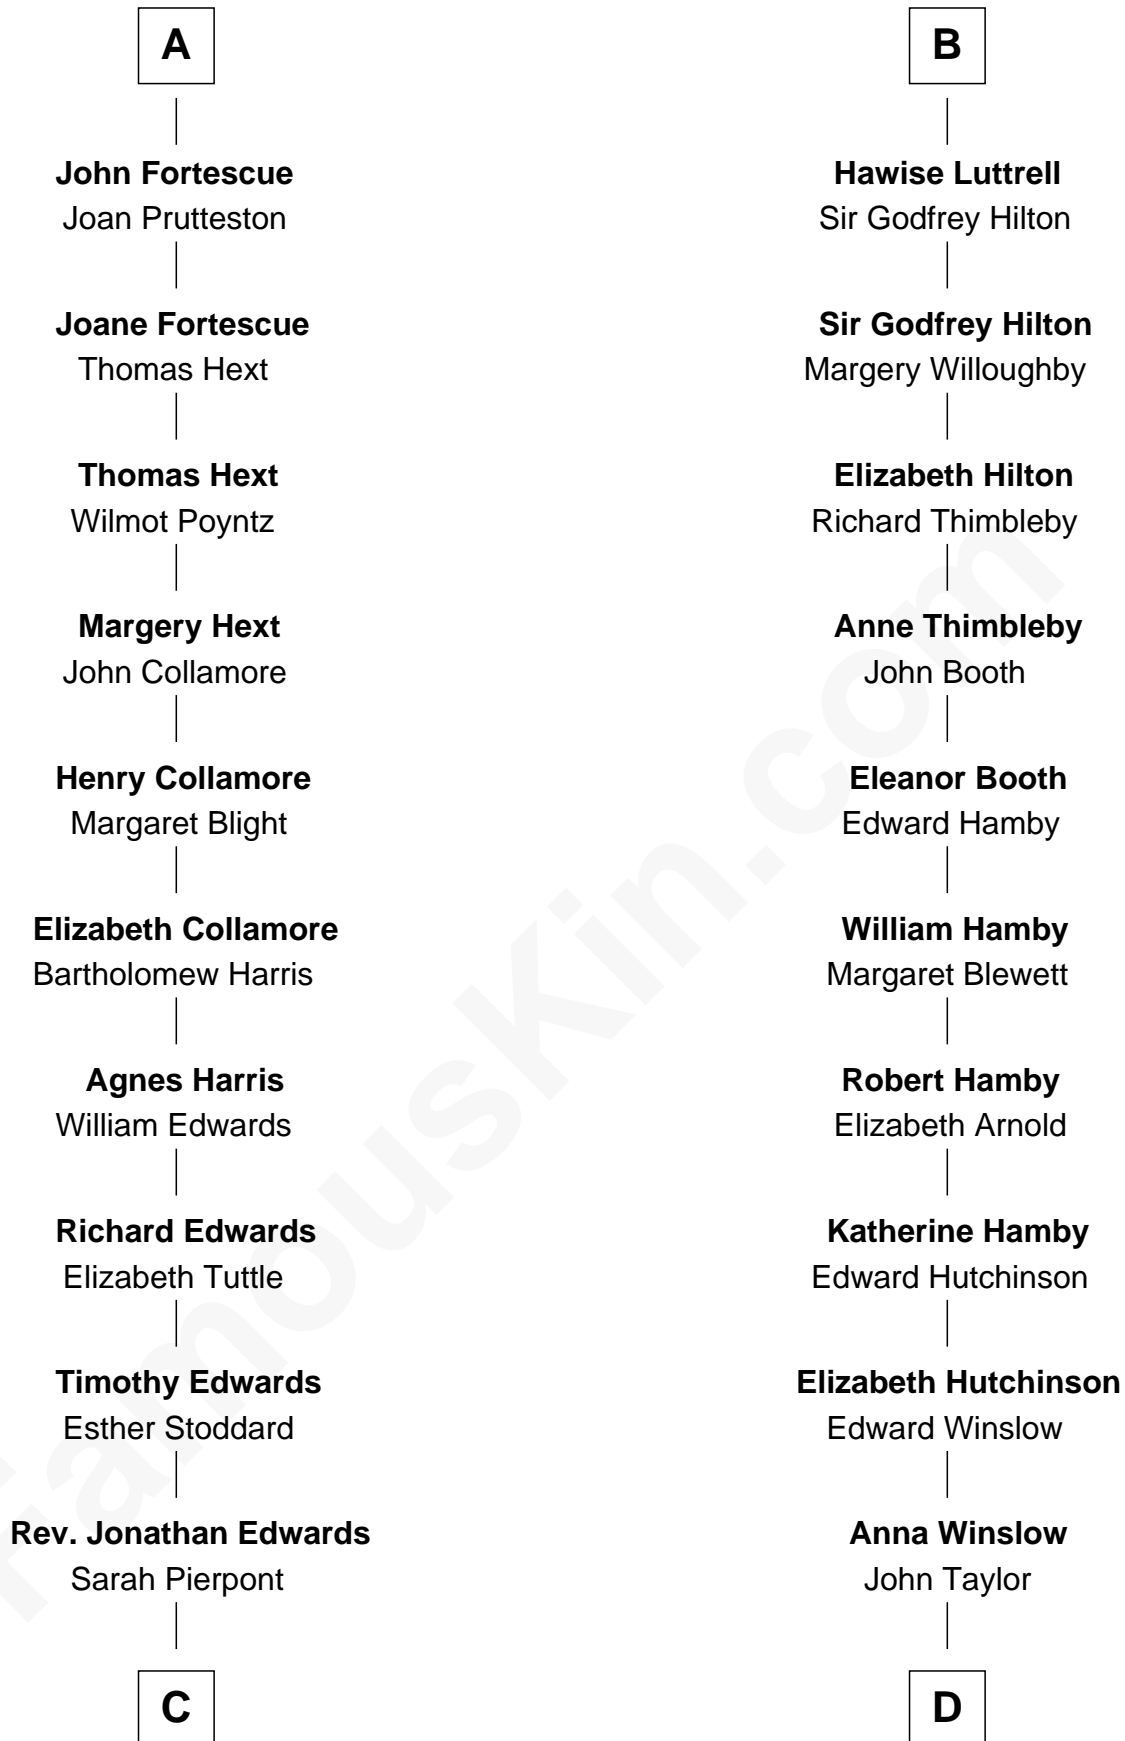 A
John Fortescue
Joan Prutteston
Joane Fortescue
Thomas Hext
Thomas Hext
Wilmot Poyntz
Margery Hext
John Collamore
Henry Collamore
Margaret Blight
Elizabeth Collamore
Bartholomew Harris
Agnes Harris
William Edwards
Richard Edwards
Elizabeth Tuttle
Timothy Edwards
Esther Stoddard
Rev. Jonathan Edwards
Sarah Pierpont
C
B
Hawise Luttrell
Sir Godfrey Hilton
Sir Godfrey Hilton
Margery Willoughby
Elizabeth Hilton
Richard Thimbleby
Anne Thimbleby
John Booth
Eleanor Booth
Edward Hamby
William Hamby
Margaret Blewett
Robert Hamby
Elizabeth Arnold
Katherine Hamby
Edward Hutchinson
Elizabeth Hutchinson
Edward Winslow
Anna Winslow
John Taylor
D
FamousKin.com